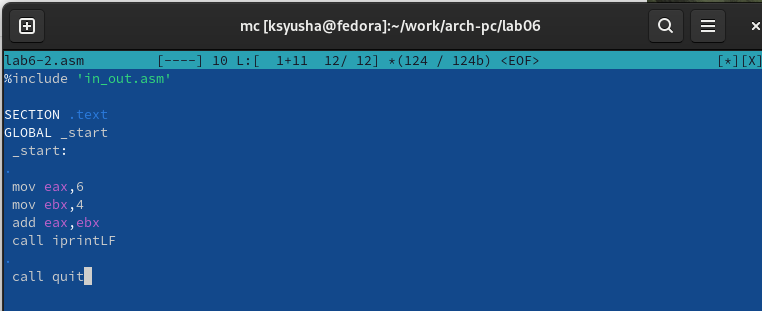 mc [ksyusha@fedora]:~/work/arch-pc/lab06
lab6-2.asm [----] 10 L:[ 1+11 12/ 12] *(124 / 124b) <EOF> [*][X]
%include 'in_out.asm'
SECTION .text
GLOBAL _start
_start:
.
mov eax,6
mov ebx,4
add eax,ebx
call iprintLF
.
call quit